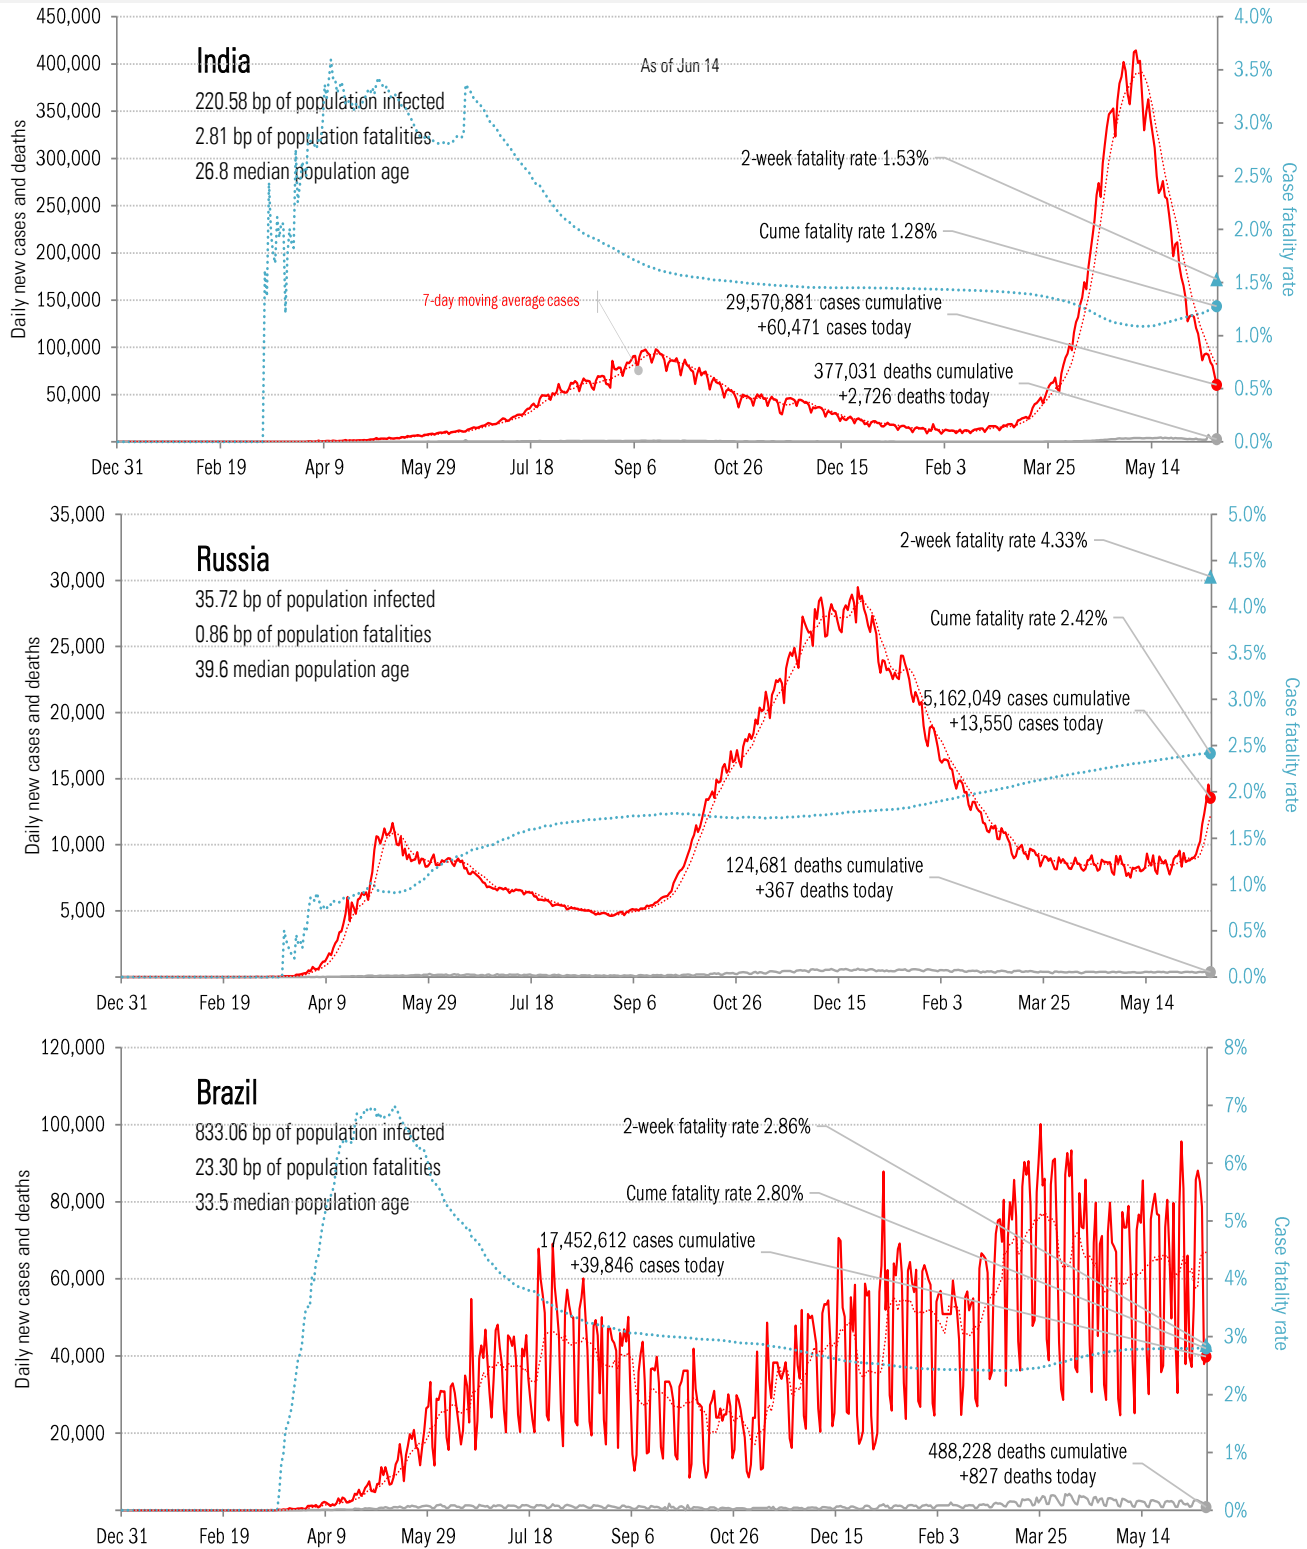 India
220.58 bp of population infected
2.81 bp of population fatalities
26.8 median population age
As of Jun 14
2-week fatality rate 1.53%
Cume fatality rate 1.28%
7-day moving average cases
29,570,881 cases cumulative
+60,471 cases today
377,031 deaths cumulative
+2,726 deaths today
Daily new cases and deaths
450,000
400,000
350,000
300,000
250,000
200,000
150,000
100,000
50,000
4.0%
3.5%
3.0%
2.5%
2.0%
1.5%
1.0%
0.5%
0.0%
Case fatality rate
Dec 31 Feb 19 Apr 9 May 29 Jul 18 Sep 6 Oct 26 Dec 15 Feb 3 Mar 25 May 14
Russia
35.72 bp of population infected
0.86 bp of population fatalities
39.6 median population age
2-week fatality rate 4.33%
Cume fatality rate 2.42%
5,162,049 cases cumulative
+13,550 cases today
124,681 deaths cumulative
+367 deaths today
Daily new cases and deaths
35,000
30,000
25,000
20,000
15,000
10,000
5,000
5.0%
4.5%
4.0%
3.5%
3.0%
2.5%
2.0%
1.5%
1.0%
0.5%
0.0%
Case fatality rate
Dec 31 Feb 19 Apr 9 May 29 Jul 18 Sep 6 Oct 26 Dec 15 Feb 3 Mar 25 May 14
Brazil
833.06 bp of population infected
23.30 bp of population fatalities
33.5 median population age
2-week fatality rate 2.86%
Cume fatality rate 2.80%
17,452,612 cases cumulative
+39,846 cases today
488,228 deaths cumulative
+827 deaths today
Daily new cases and deaths
120,000
100,000
80,000
60,000
40,000
20,000
8%
7%
6%
5%
4%
3%
2%
1%
0%
Case fatality rate
Dec 31 Feb 19 Apr 9 May 29 Jul 18 Sep 6 Oct 26 Dec 15 Feb 3 Mar 25 May 14